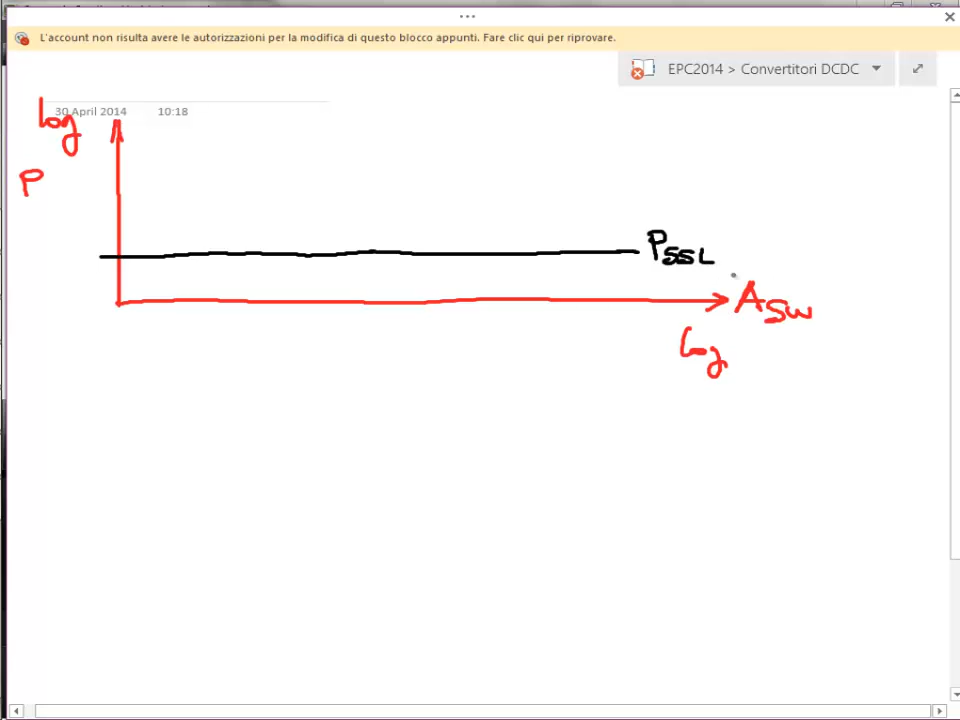 L'account non risulta avere le autorizzazioni per la modifica di questo blocco appunti. Fare clic qui per riprovare.
EPC2014 > Convertitori DCDC
30 April 2014 10:18
log
P
PSSL
ASW
log